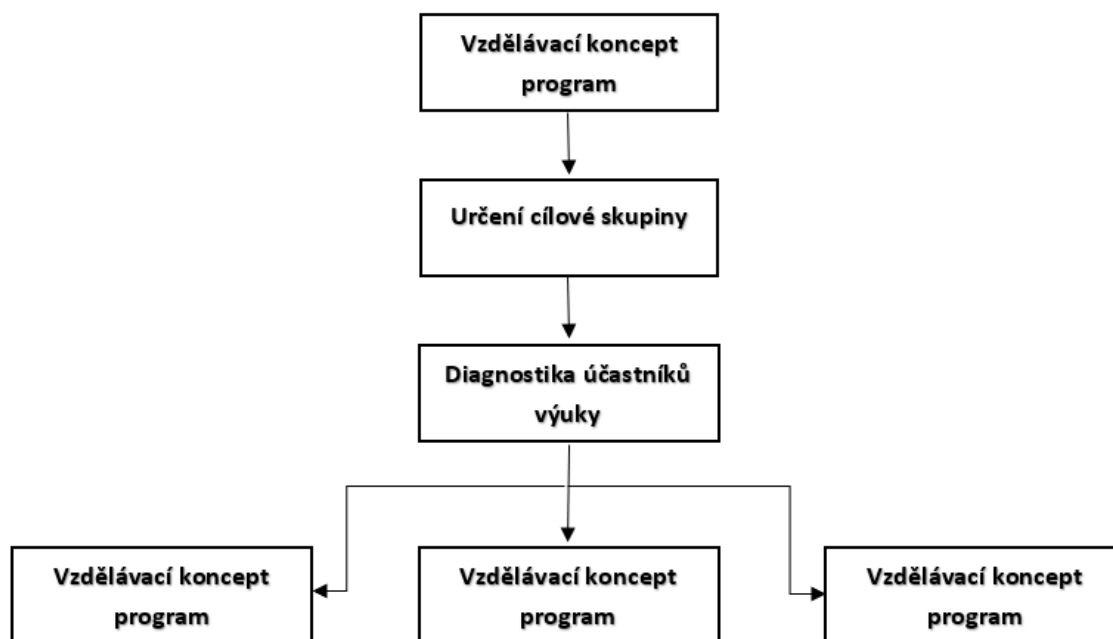 Vzdělávací koncept
program
Určení cílové skupiny
Diagnostika účastníků
výuky
Vzdělávací koncept
program
Vzdělávací koncept
program
Vzdělávací koncept
program